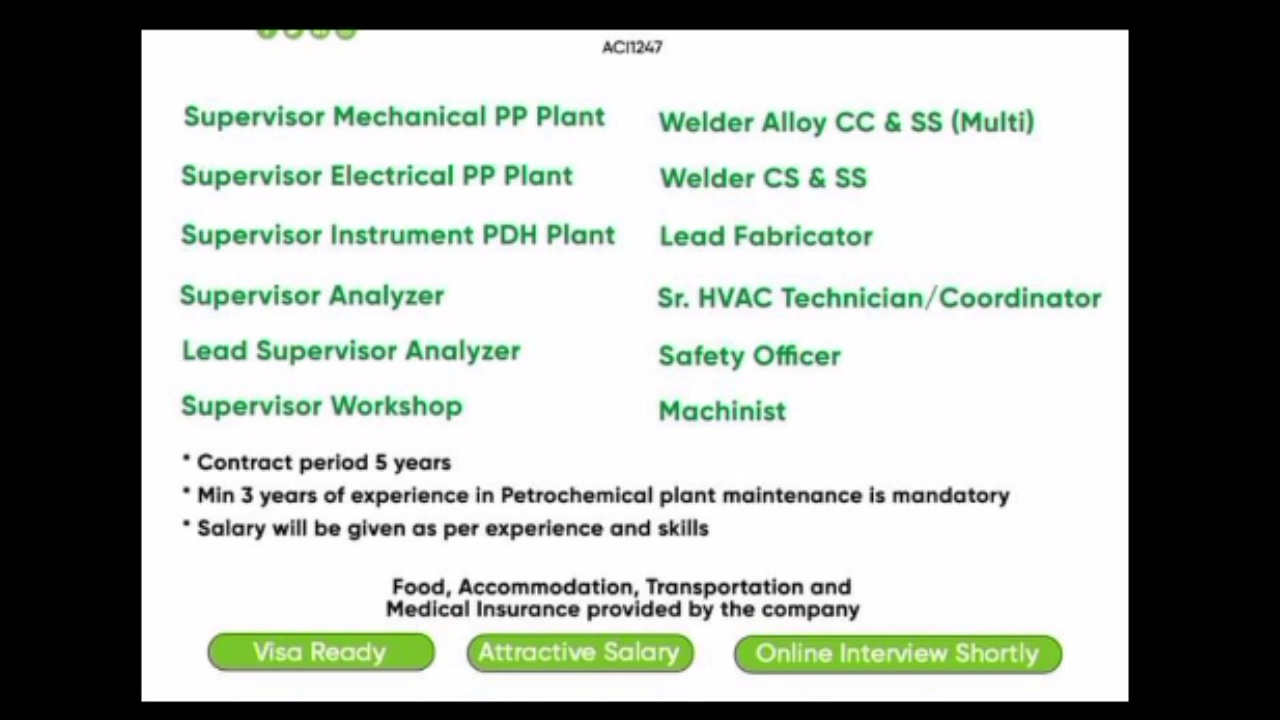 ACI1247
Supervisor Mechanical PP Plant
Supervisor Electrical PP Plant
Supervisor Instrument PDH Plant
Supervisor Analyzer
Lead Supervisor Analyzer
Supervisor Workshop
Welder Alloy CC & SS (Multi)
Welder CS & SS
Lead Fabricator
Sr. HVAC Technician/Coordinator
Safety Officer
Machinist
* Contract period 5 years
* Min 3 years of experience in Petrochemical plant maintenance is mandatory
* Salary will be given as per experience and skills
Food, Accommodation, Transportation and
Medical Insurance provided by the company
Visa Ready
Attractive Salary
Online Interview Shortly